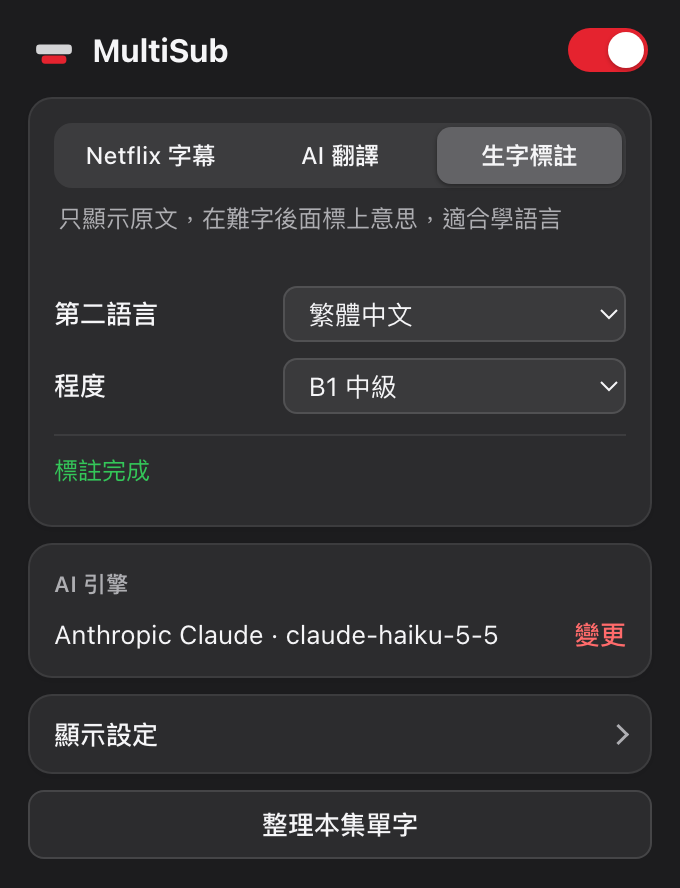 MultiSub
Netflix 字幕
AI 翻譯
生字標註
只顯示原文，在難字後面標上意思，適合學語言
第二語言
繁體中文
程度
B1 中級
標註完成
AI 引擎
Anthropic Claude · claude-haiku-5-5
變更
顯示設定
整理本集單字